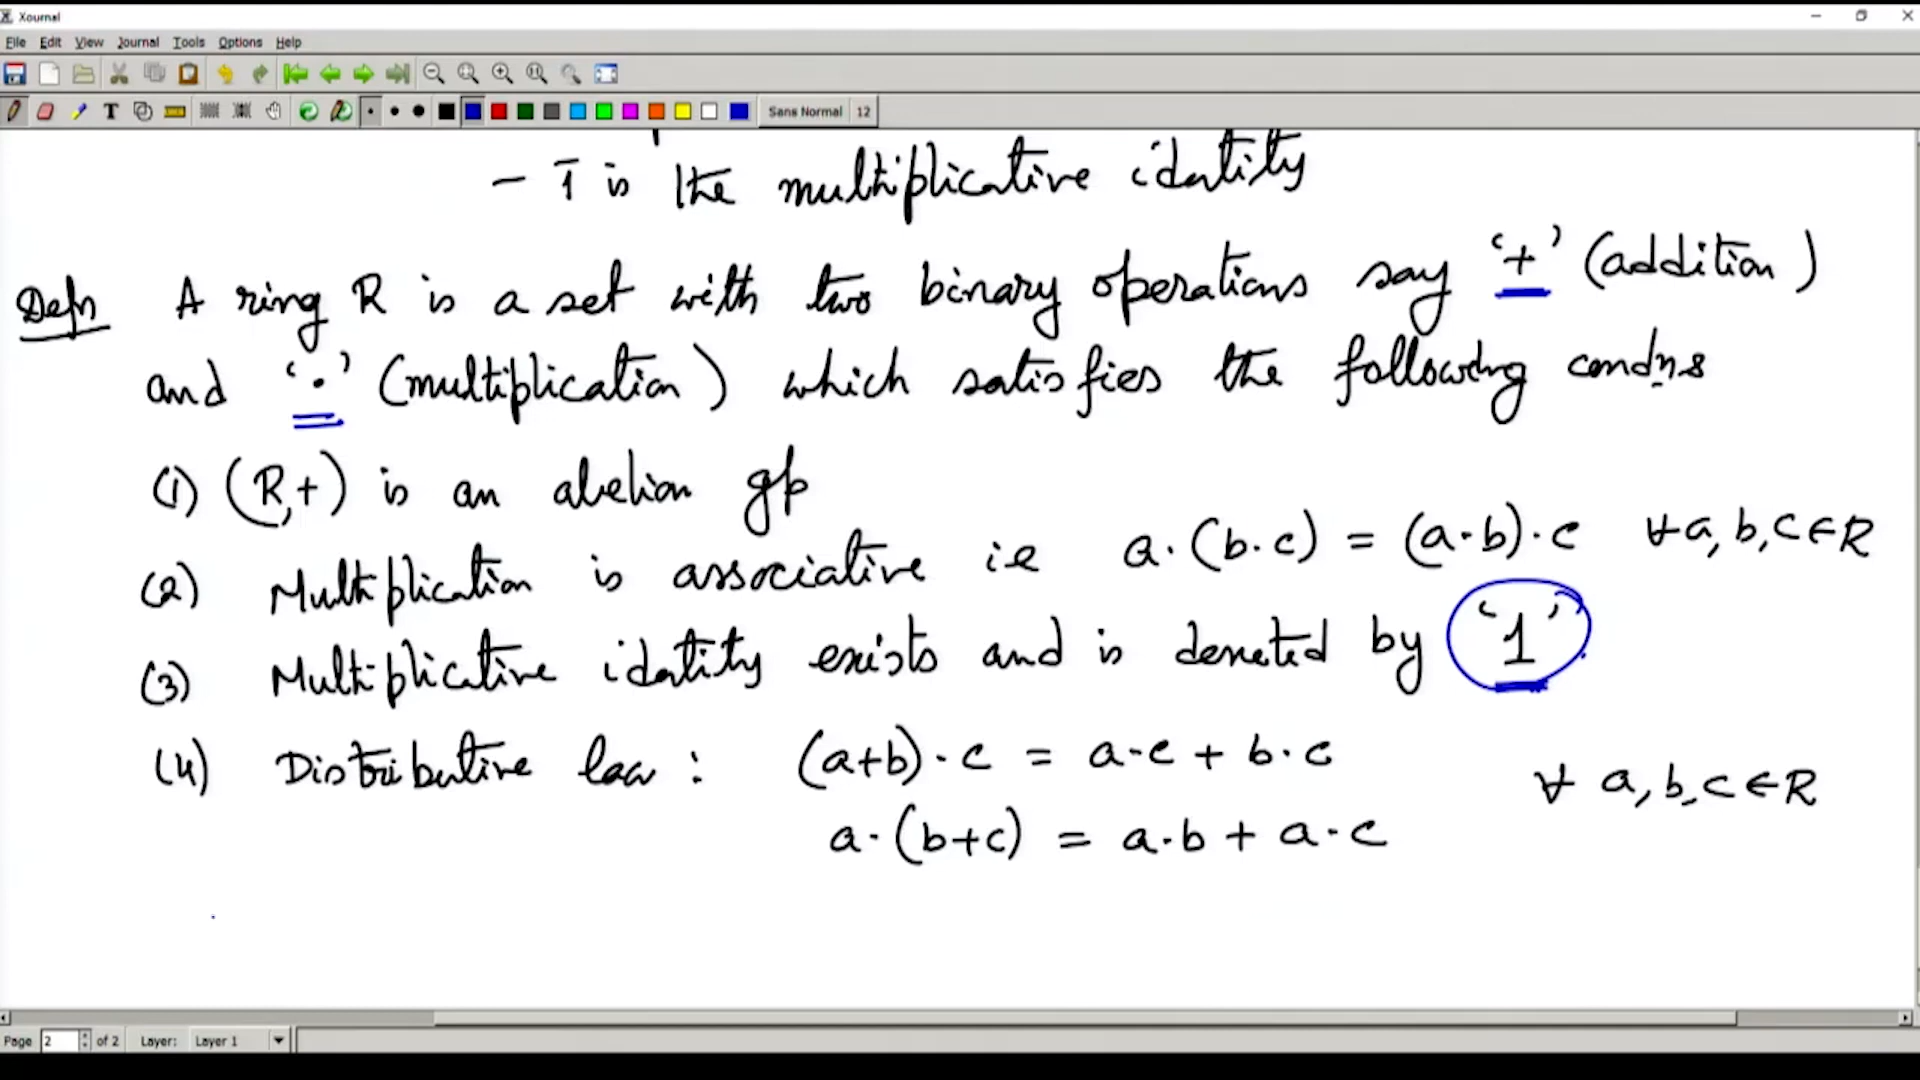 Xournal
File Edit View Journal Tools Options Help
Sans Normal 12
– 1̄ is the multiplicative identity
Defn A ring R is a set with two binary operations say '+' (addition)
and '·' (multiplication) which satisfies the following condns
(1) (R,+) is an abelian gp
(2) Multiplication is associative ie a·(b·c) = (a·b)·c ∀ a, b, c ∈ R
(3) Multiplicative identity exists and is denoted by '1'
(4) Distributive law : (a+b)·c = a·c + b·c
∀ a, b, c ∈ R
a·(b+c) = a·b + a·c
Page 2 of 2 Layer: Layer 1